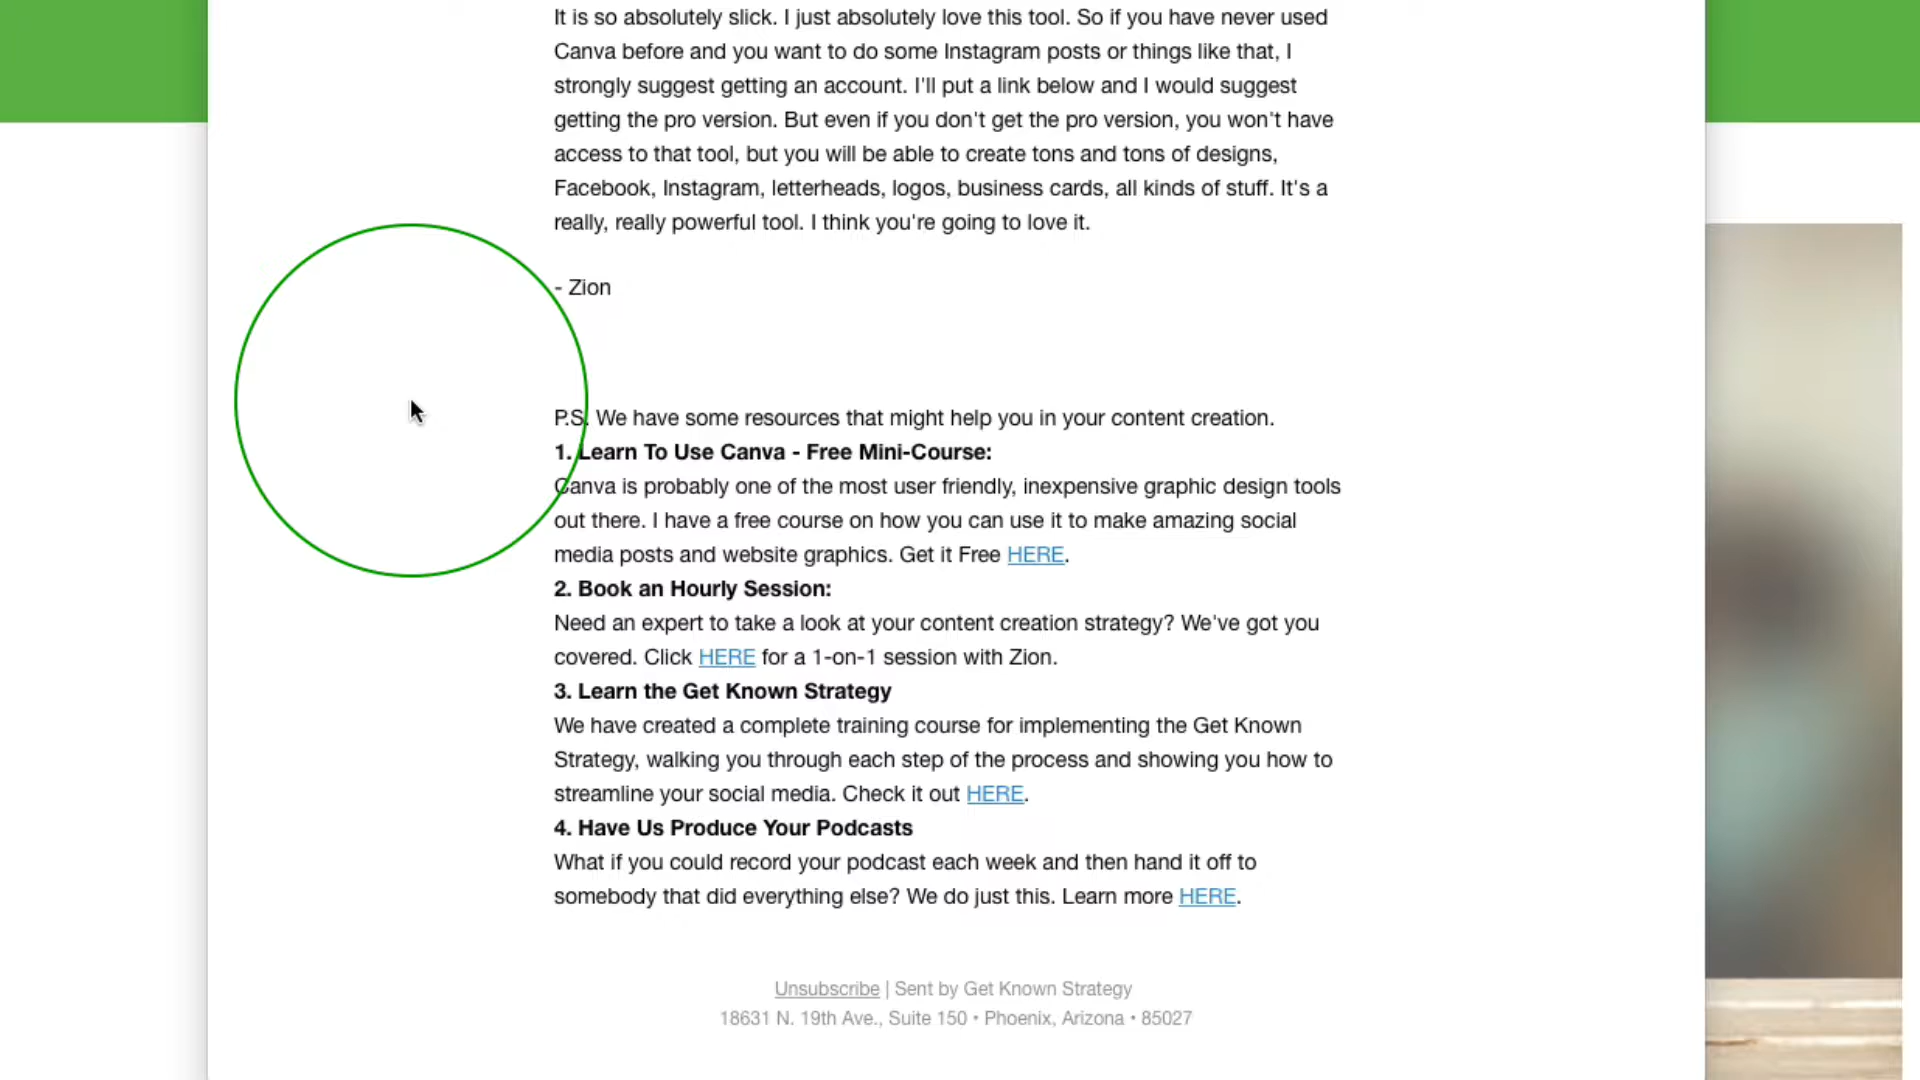 It is so absolutely slick. I just absolutely love this tool. So if you have never used
Canva before and you want to do some Instagram posts or things like that, I
strongly suggest getting an account. I'll put a link below and I would suggest
getting the pro version. But even if you don't get the pro version, you won't have
access to that tool, but you will be able to create tons and tons of designs,
Facebook, Instagram, letterheads, logos, business cards, all kinds of stuff. It's a
really, really powerful tool. I think you're going to love it.
- Zion
P.S. We have some resources that might help you in your content creation.
1. Learn To Use Canva - Free Mini-Course:
Canva is probably one of the most user friendly, inexpensive graphic design tools
out there. I have a free course on how you can use it to make amazing social
media posts and website graphics. Get it Free HERE.
2. Book an Hourly Session:
Need an expert to take a look at your content creation strategy? We've got you
covered. Click HERE for a 1-on-1 session with Zion.
3. Learn the Get Known Strategy
We have created a complete training course for implementing the Get Known
Strategy, walking you through each step of the process and showing you how to
streamline your social media. Check it out HERE.
4. Have Us Produce Your Podcasts
What if you could record your podcast each week and then hand it off to
somebody that did everything else? We do just this. Learn more HERE.
Unsubscribe | Sent by Get Known Strategy
18631 N. 19th Ave., Suite 150 • Phoenix, Arizona • 85027